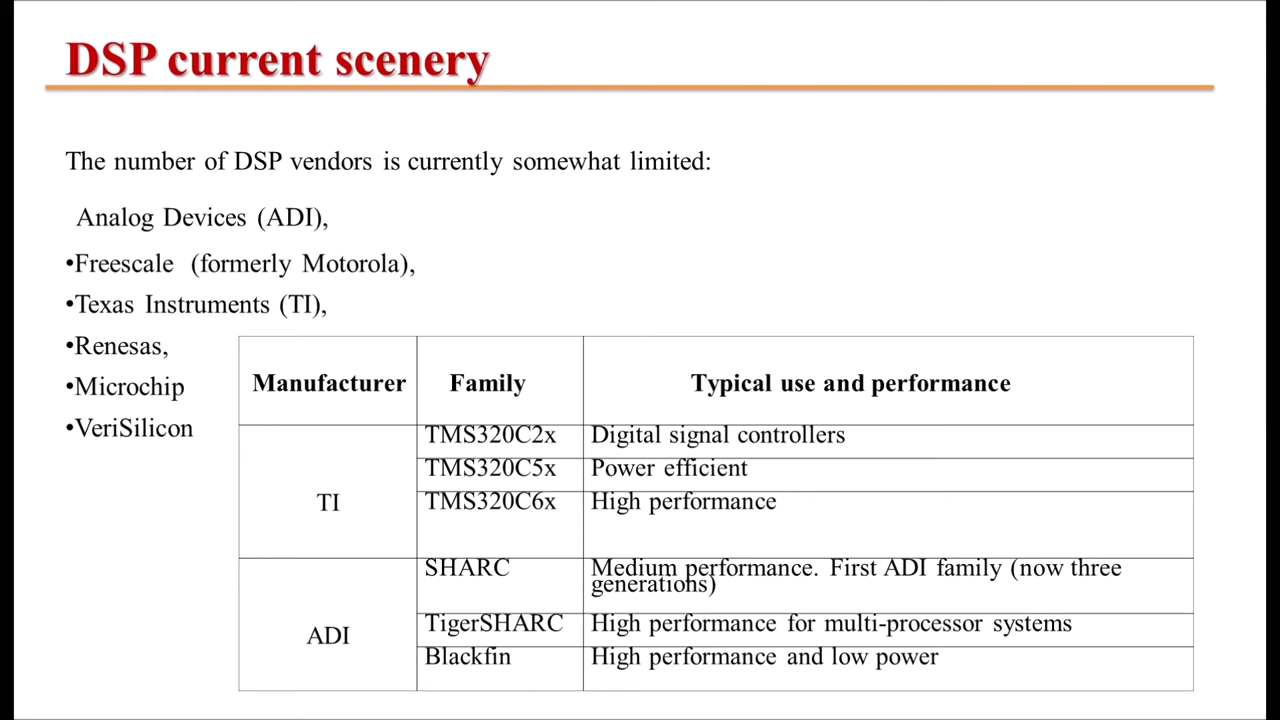 DSP current scenery
The number of DSP vendors is currently somewhat limited:
Analog Devices (ADI),
•Freescale (formerly Motorola),
•Texas Instruments (TI),
•Renesas,
•Microchip
•VeriSilicon
Manufacturer Family Typical use and performance
TI
TMS320C2x Digital signal controllers
TMS320C5x Power efficient
TMS320C6x High performance
ADI
SHARC Medium performance. First ADI family (now three
generations)
TigerSHARC High performance for multi-processor systems
Blackfin High performance and low power